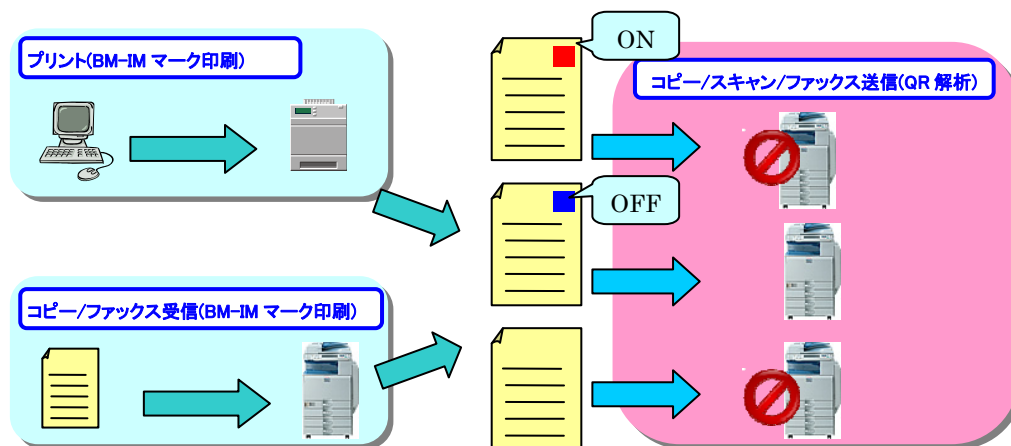 プリント(BM-IM マーク印刷)
ON
コピー/スキャン/ファックス送信(QR 解析)
OFF
コピー/ファックス受信(BM-IM マーク印刷)